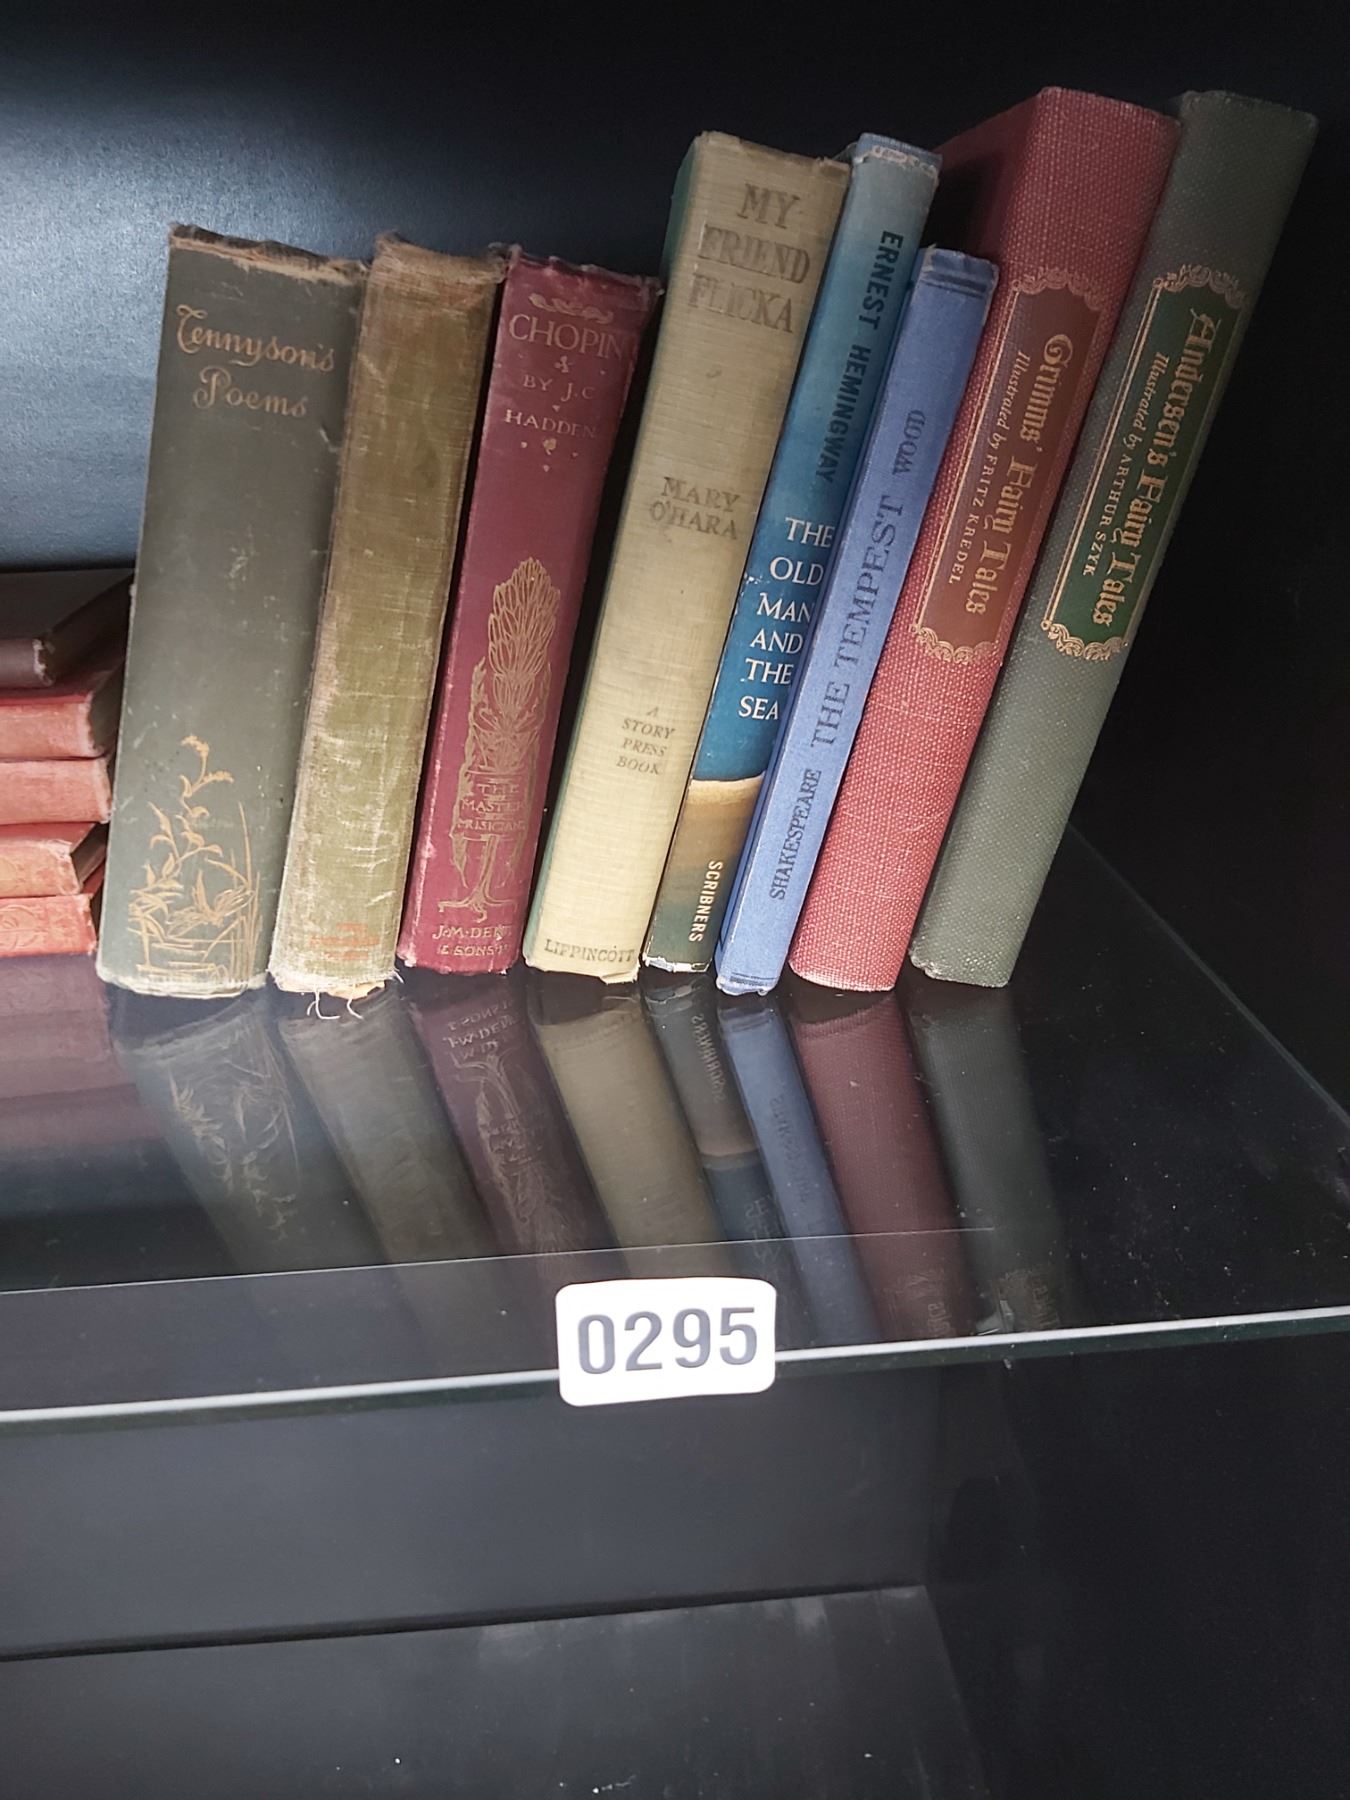 Tennyson's
Poems
CHOPIN
BY J.C
HADDEN
THE
MASTER
MUSICIANS
J.M.DENT
& SONS LTD
MY
FRIEND
FLICKA
MARY
O'HARA
A
STORY
PRESS
BOOK
LIPPINCOTT
ERNEST HEMINGWAY
THE
OLD
MAN
AND
THE
SEA
SCRIBNERS
SHAKESPEARE THE TEMPEST WOOD
Grimms' Fairy Tales
Illustrated by FRITZ KREDEL
Andersen's Fairy Tales
Illustrated by ARTHUR SZYK
0295